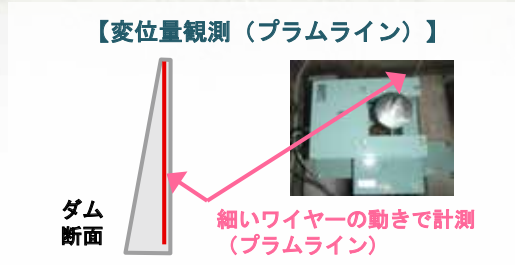 【変位量観測（プラムライン）】
ダム
断面
細いワイヤーの動きで計測
（プラムライン）